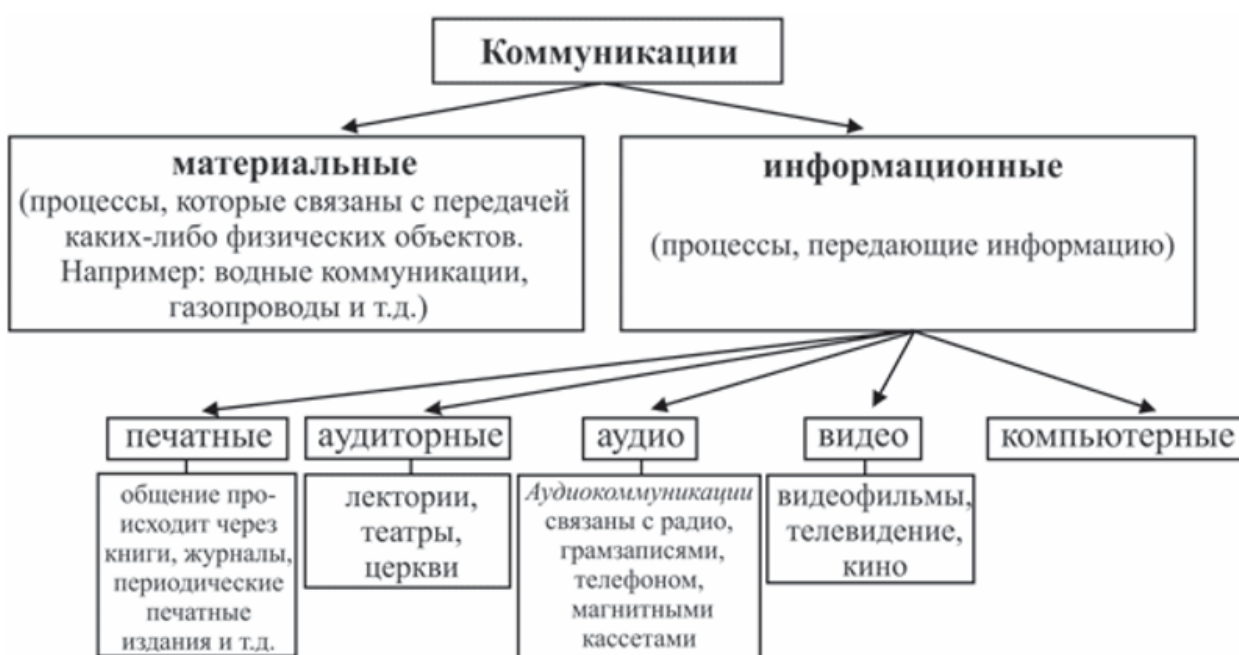 Коммуникации
материальные
(процессы, которые связаны с передачей
каких-либо физических объектов.
Например: водные коммуникации,
газопроводы и т.д.)
информационные
(процессы, передающие информацию)
печатные
общение про-
исходит через
книги, журналы,
периодические
печатные
издания и т.д.
аудиторные
лектории,
театры,
церкви
аудио
Аудиокоммуникации
связаны с радио,
грамзаписями,
телефоном,
магнитными
кассетами
видео
видеофильмы,
телевидение,
кино
компьютерные